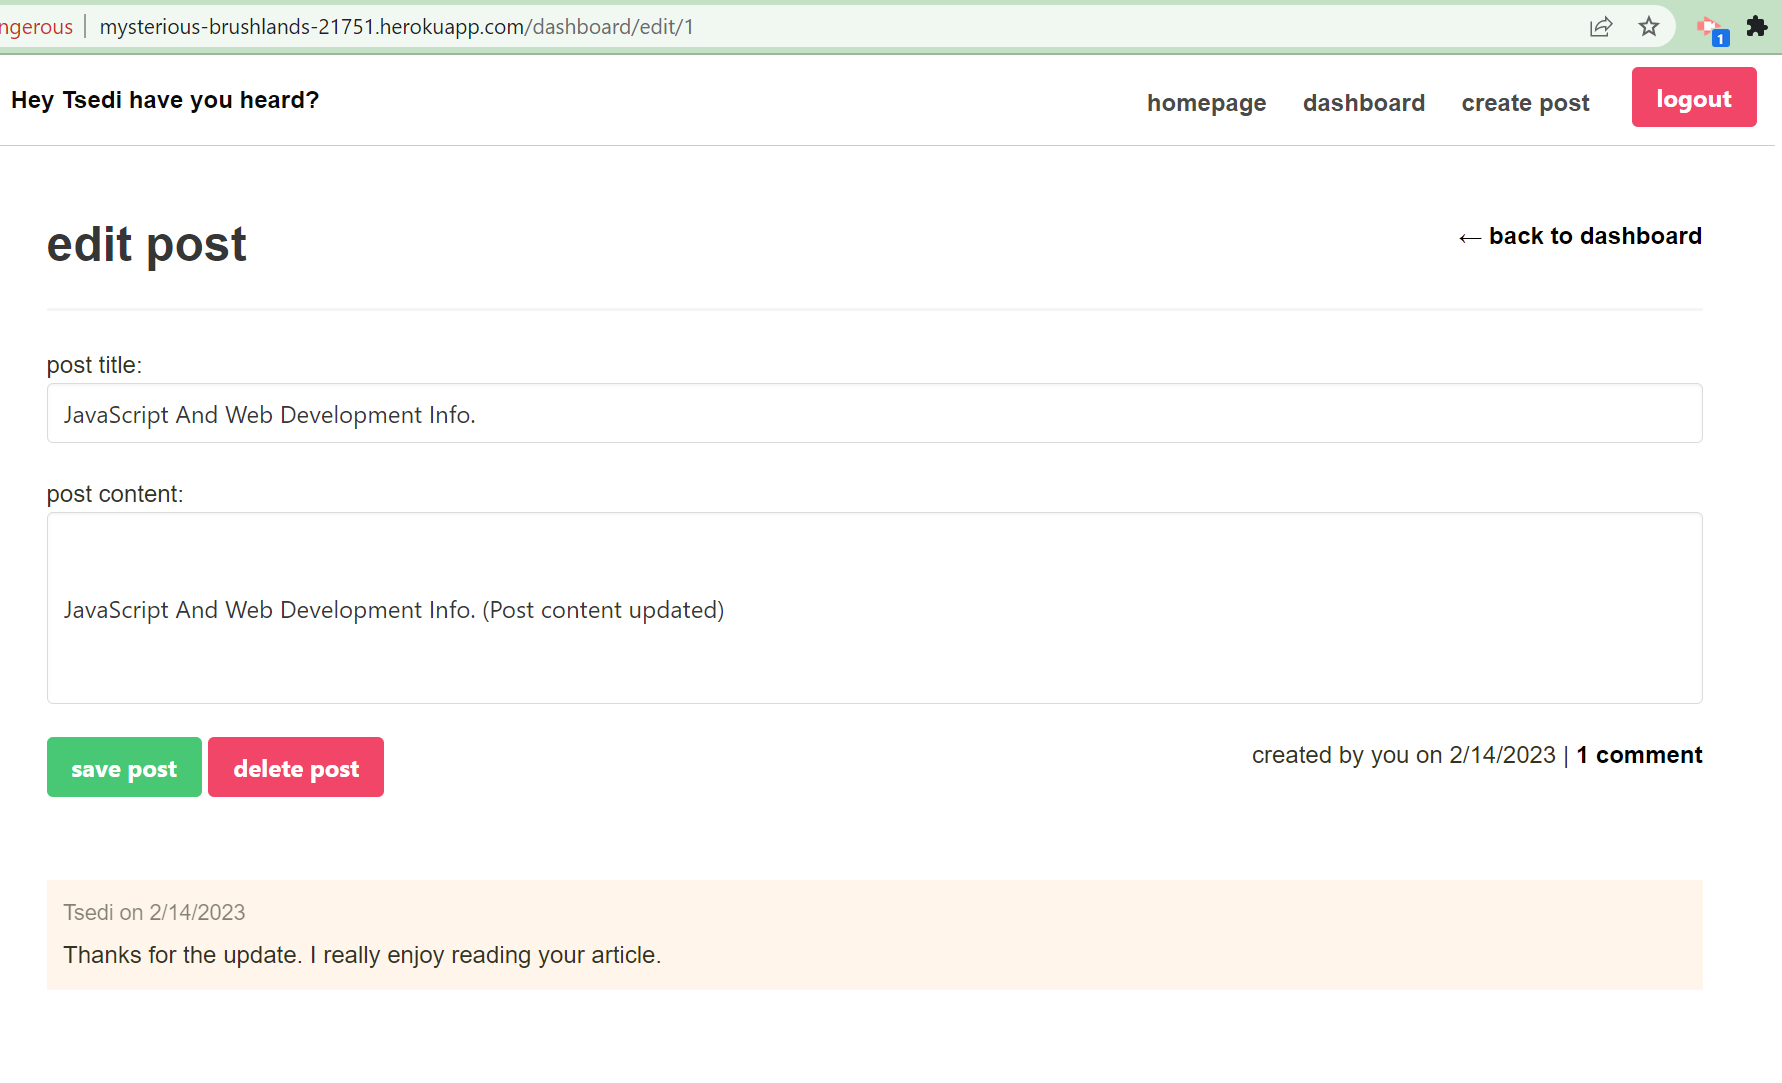 ngerous | mysterious-brushlands-21751.herokuapp.com/dashboard/edit/1
1
Hey Tsedi have you heard?
homepage dashboard create post logout
edit post
← back to dashboard
post title:
JavaScript And Web Development Info.
post content:
JavaScript And Web Development Info. (Post content updated)
save post delete post
created by you on 2/14/2023 | 1 comment
Tsedi on 2/14/2023
Thanks for the update. I really enjoy reading your article.